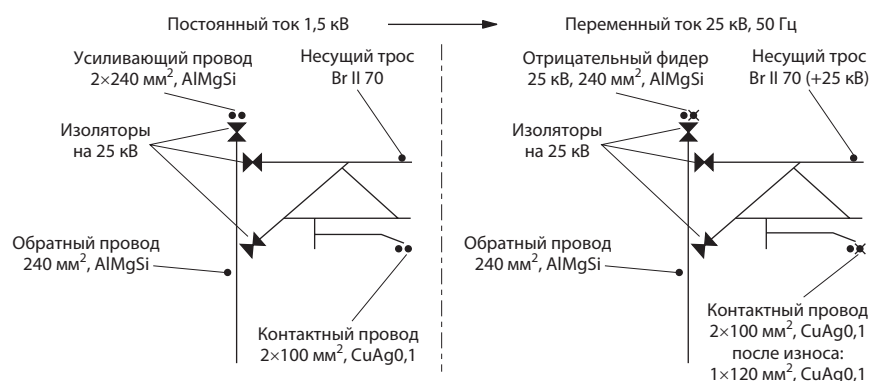 Постоянный ток 1,5 кВ
Переменный ток 25 кВ, 50 Гц
Усиливающий провод
2×240 мм², AlMgSi
Несущий трос
Br II 70
Изоляторы
на 25 кВ
Обратный провод
240 мм², AlMgSi
Контактный провод
2×100 мм², CuAg0,1
Отрицательный фидер
25 кВ, 240 мм², AlMgSi
Несущий трос
Br II 70 (+25 кВ)
Изоляторы
на 25 кВ
Обратный провод
240 мм², AlMgSi
Контактный провод
2×100 мм², CuAg0,1
после износа:
1×120 мм², CuAg0,1